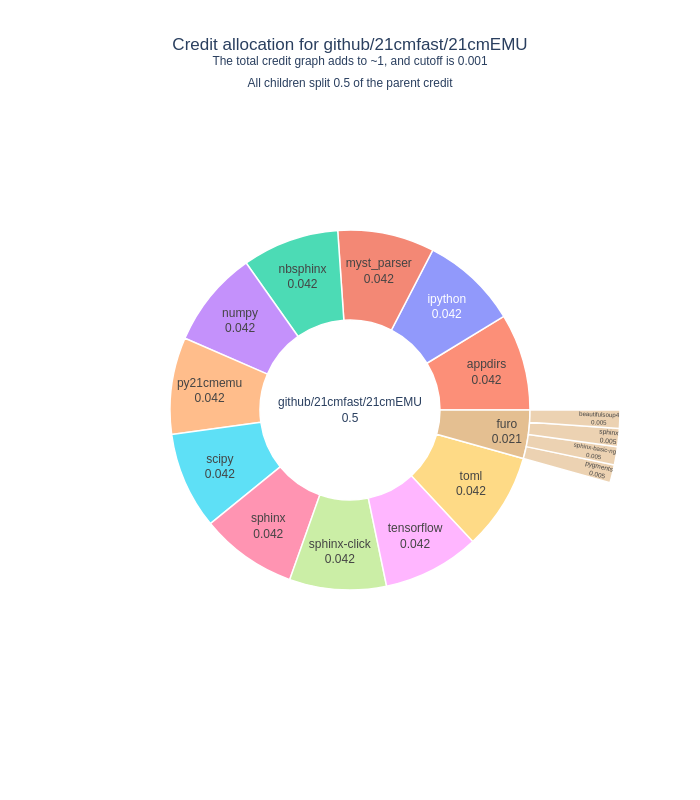 Credit allocation for github/21cmfast/21cmEMU
The total credit graph adds to ~1, and cutoff is 0.001
All children split 0.5 of the parent credit
github/21cmfast/21cmEMU
0.5
appdirs
0.042
ipython
0.042
myst_parser
0.042
nbsphinx
0.042
numpy
0.042
py21cmemu
0.042
scipy
0.042
sphinx
0.042
sphinx-click
0.042
tensorflow
0.042
toml
0.042
furo
0.021
beautifulsoup4
0.005
sphinx
0.005
sphinx-basic-ng
0.005
pygments
0.005